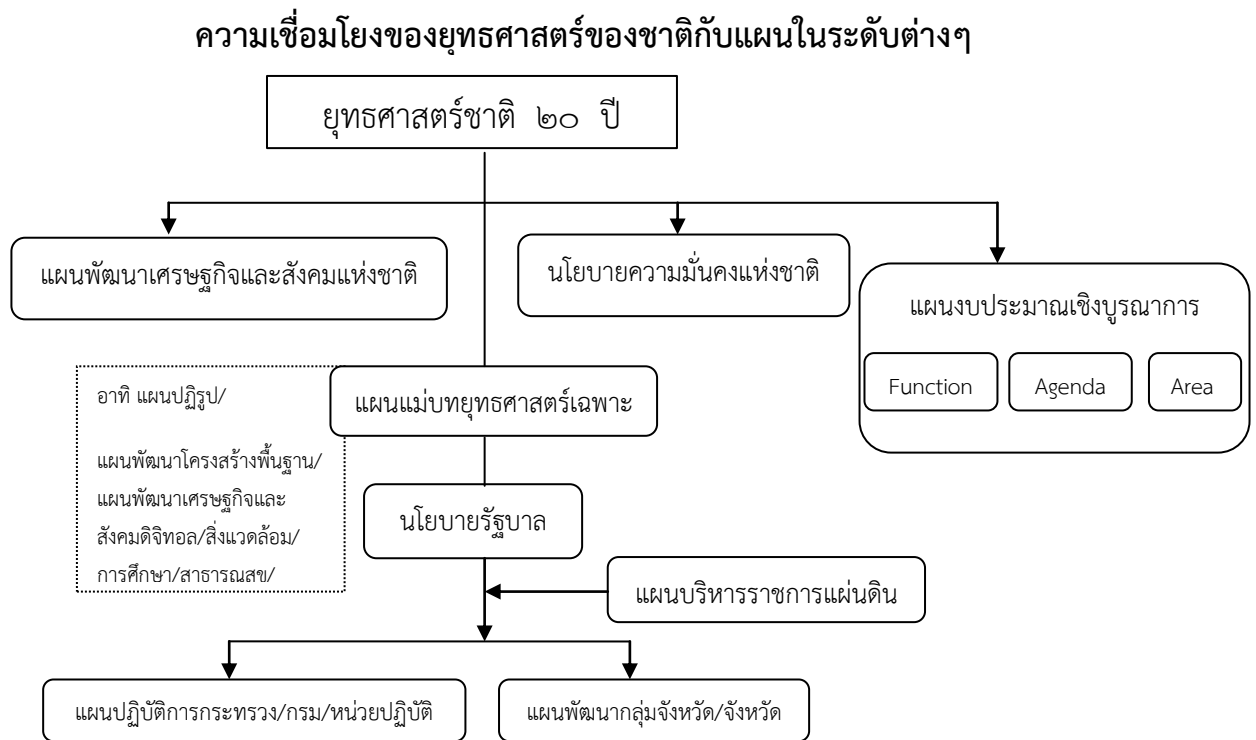 ความเชื่อมโยงของยุทธศาสตร์ของชาติกับแผนในระดับต่างๆ
ยุทธศาสตร์ชาติ ๒๐ ปี
แผนพัฒนาเศรษฐกิจและสังคมแห่งชาติ
นโยบายความมั่นคงแห่งชาติ
แผนงบประมาณเชิงบูรณาการ
Function
Agenda
Area
อาทิ แผนปฏิรูป/
แผนพัฒนาโครงสร้างพื้นฐาน/
แผนพัฒนาเศรษฐกิจและ
สังคมดิจิทอล/สิ่งแวดล้อม/
การศึกษา/สาธารณสข/
แผนแม่บทยุทธศาสตร์เฉพาะ
นโยบายรัฐบาล
แผนบริหารราชการแผ่นดิน
แผนปฏิบัติการกระทรวง/กรม/หน่วยปฏิบัติ
แผนพัฒนากลุ่มจังหวัด/จังหวัด